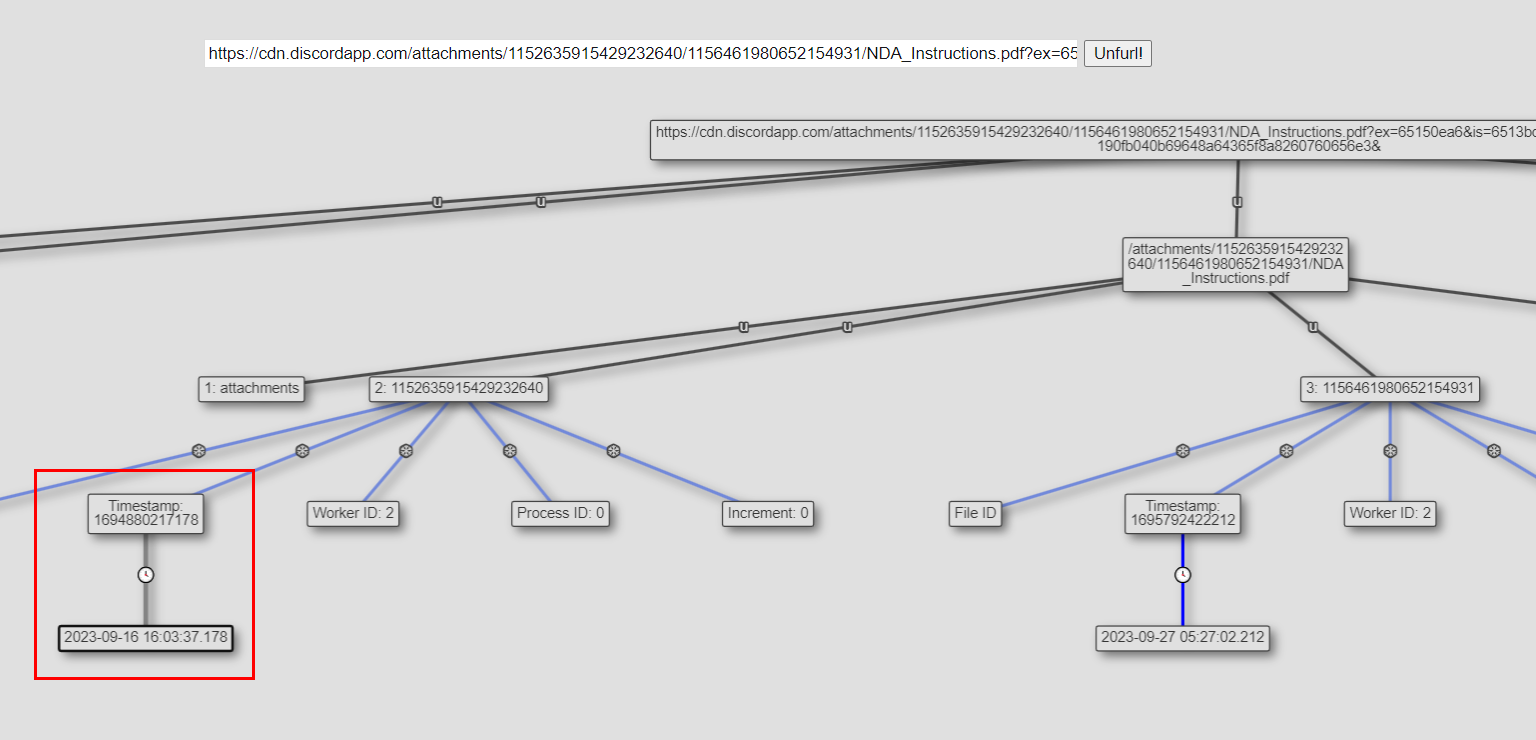 https://cdn.discordapp.com/attachments/1152635915429232640/1156461980652154931/NDA_Instructions.pdf?ex=65
Unfurl!
https://cdn.discordapp.com/attachments/1152635915429232640/1156461980652154931/NDA_Instructions.pdf?ex=65150ea6&is=6513bc
190fb040b69648a64365f8a8260760656e3&
u
u
u
/attachments/1152635915429232
640/1156461980652154931/NDA
_Instructions.pdf
u
u
u
1: attachments
2: 1152635915429232640
3: 1156461980652154931
Timestamp:
1694880217178
Worker ID: 2
Process ID: 0
Increment: 0
File ID
Timestamp:
1695792422212
Worker ID: 2
2023-09-16 16:03:37.178
2023-09-27 05:27:02.212